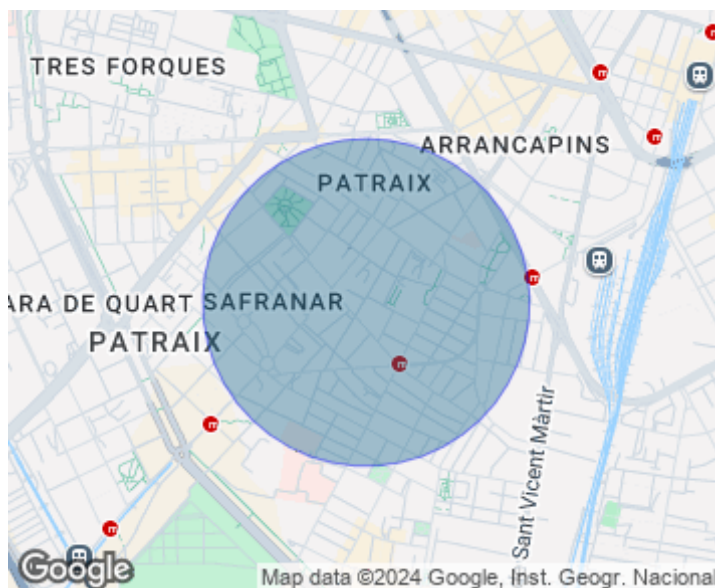 TRES FORQUES
ARRANCAPINS
PATRAIX
ARA DE QUART
SAFRANAR
PATRAIX
Sant Vicent Màrtir
Google
Map data ©2024 Google, Inst. Geogr. Nacional